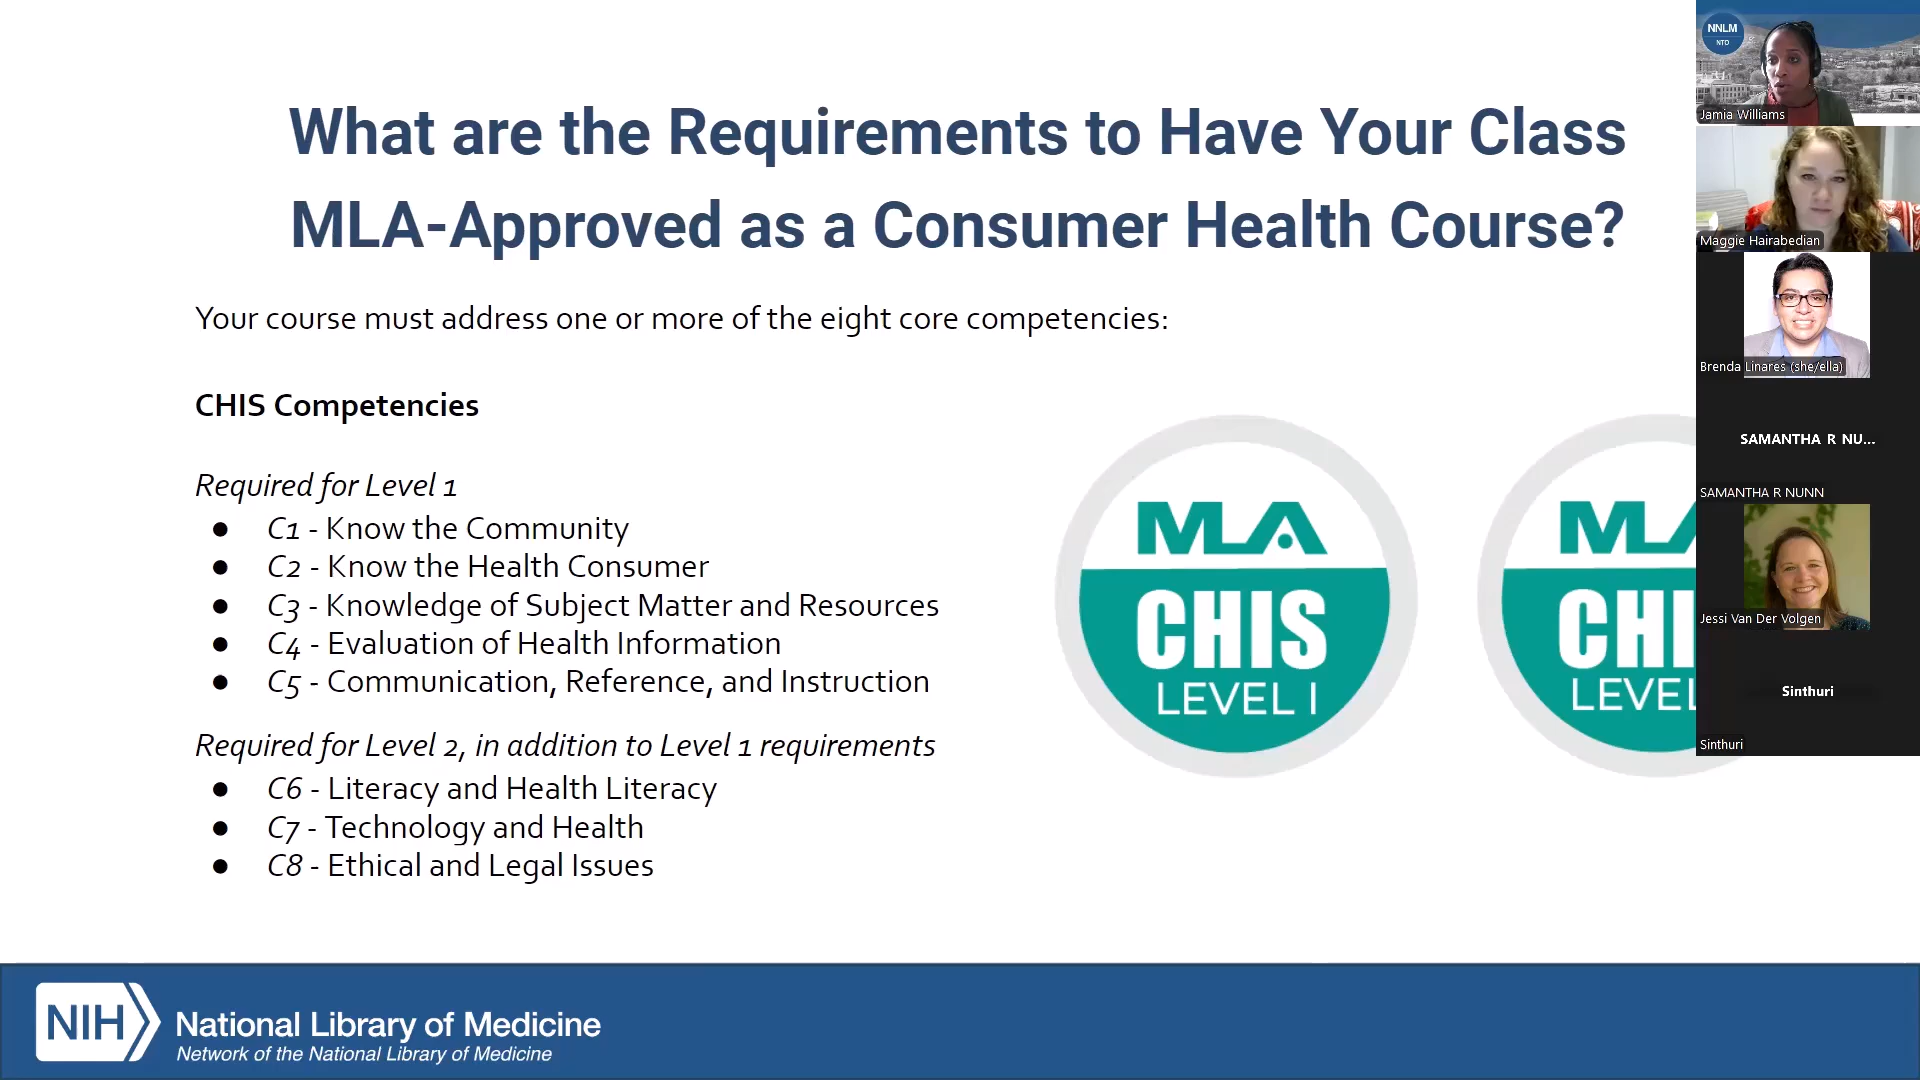 What are the Requirements to Have Your Class
MLA-Approved as a Consumer Health Course?
Your course must address one or more of the eight core competencies:
CHIS Competencies
Required for Level 1
● C1 - Know the Community
● C2 - Know the Health Consumer
● C3 - Knowledge of Subject Matter and Resources
● C4 - Evaluation of Health Information
● C5 - Communication, Reference, and Instruction
Required for Level 2, in addition to Level 1 requirements
● C6 - Literacy and Health Literacy
● C7 - Technology and Health
● C8 - Ethical and Legal Issues
MLA
CHIS
LEVEL I
MLA
CHI
LEVEL
NIH
National Library of Medicine
Network of the National Library of Medicine
NNLM
NTO
Jamia Williams
Maggie Hairabedian
Brenda Linares (she/ella)
SAMANTHA R NU...
SAMANTHA R NUNN
Jessi Van Der Volgen
Sinthuri
Sinthuri